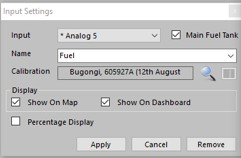 Input Settings
Input
* Analog 5
Main Fuel Tank
Name
Fuel
Calibration
Bugongi, 605927A (12th August
Display
Show On Map
Show On Dashboard
Percentage Display
Apply
Cancel
Remove